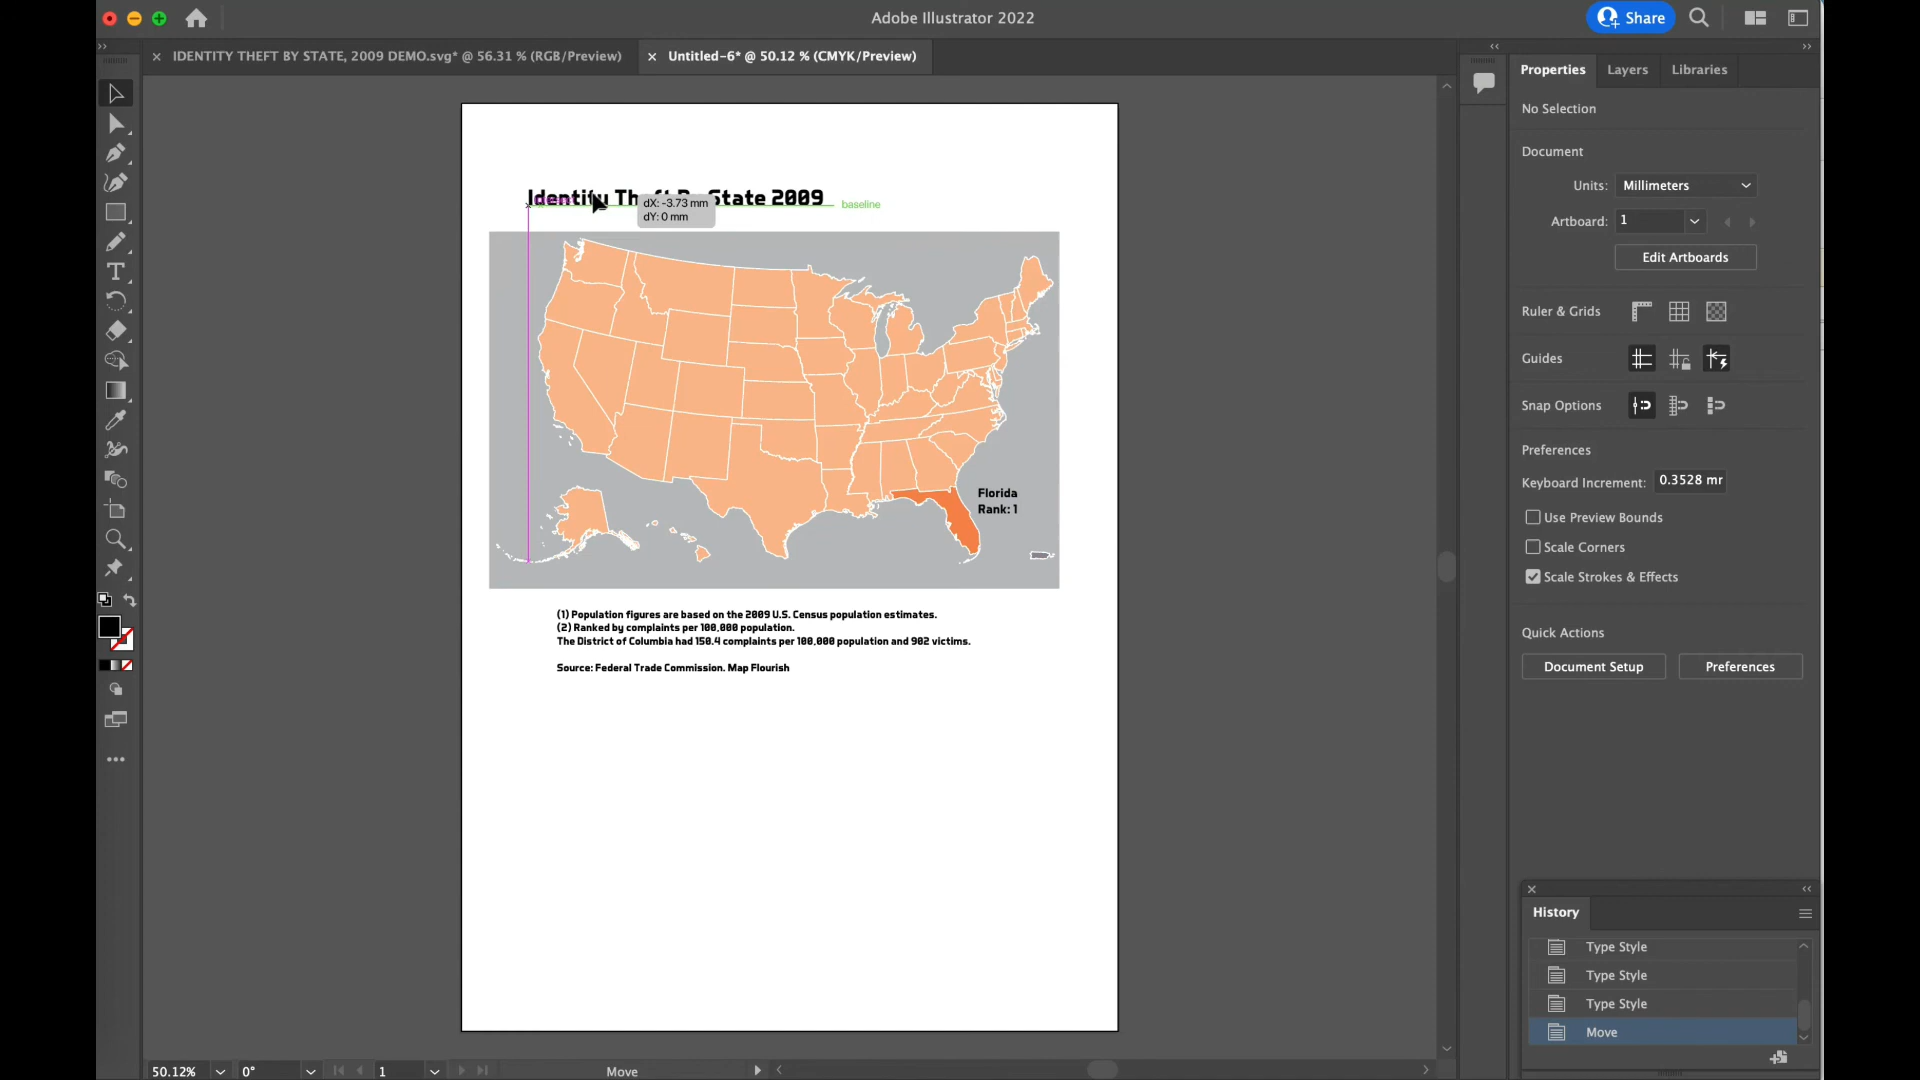 Adobe Illustrator 2022
Share
IDENTITY THEFT BY STATE, 2009 DEMO.svg* @ 56.31 % (RGB/Preview)
Untitled-6* @ 50.12 % (CMYK/Preview)
Properties
Layers
Libraries
No Selection
Document
Units:
Millimeters
Artboard:
1
Edit Artboards
Ruler & Grids
Guides
Snap Options
Preferences
Keyboard Increment:
0.3528 mr
Use Preview Bounds
Scale Corners
Scale Strokes & Effects
Quick Actions
Document Setup
Preferences
Identify Theft By State 2009
dX: -3.73 mm
dY: 0 mm
baseline
Florida
Rank: 1
(1) Population figures are based on the 2009 U.S. Census population estimates.
(2) Ranked by complaints per 100,000 population.
The District of Columbia had 150.4 complaints per 100,000 population and 902 victims.
Source: Federal Trade Commission. Map Flourish
History
Type Style
Type Style
Type Style
Move
50.12%
0°
1
Move